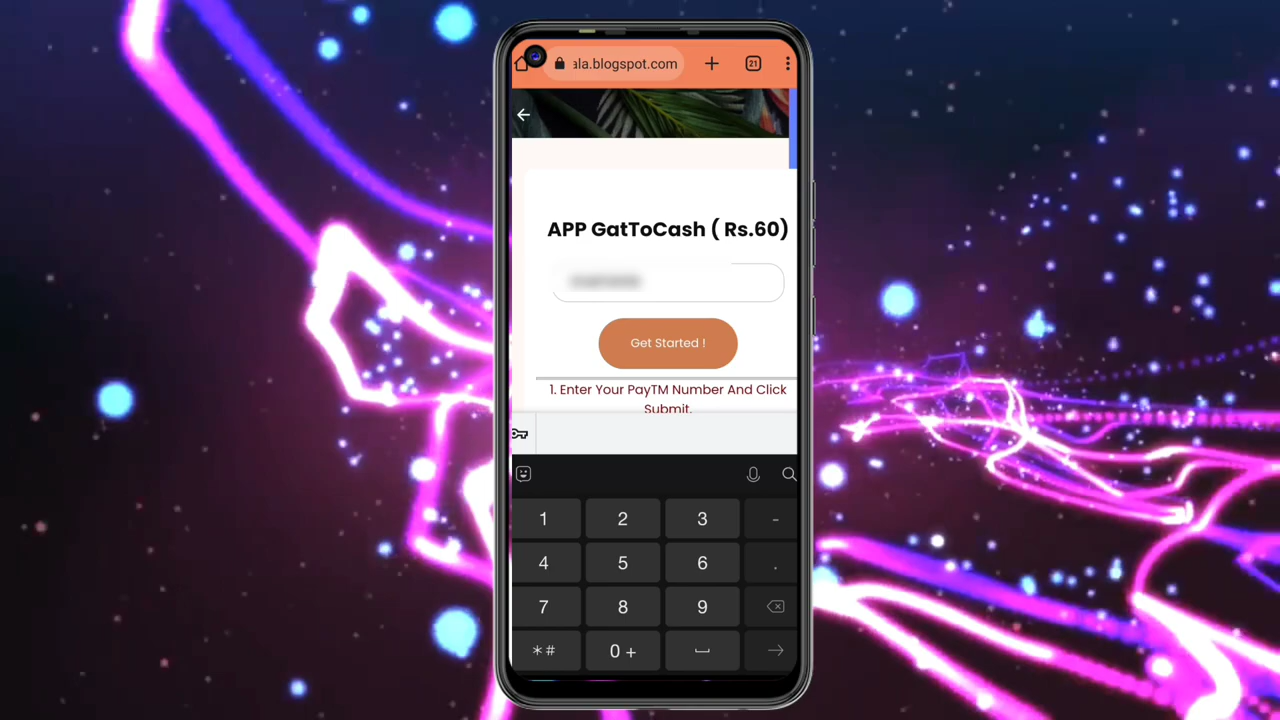 ala.blogspot.com
21
APP GatToCash ( Rs.60)
Get Started !
1. Enter Your PayTM Number And Click
Submit.
1 2 3 -
4 5 6 .
7 8 9
*# 0 +